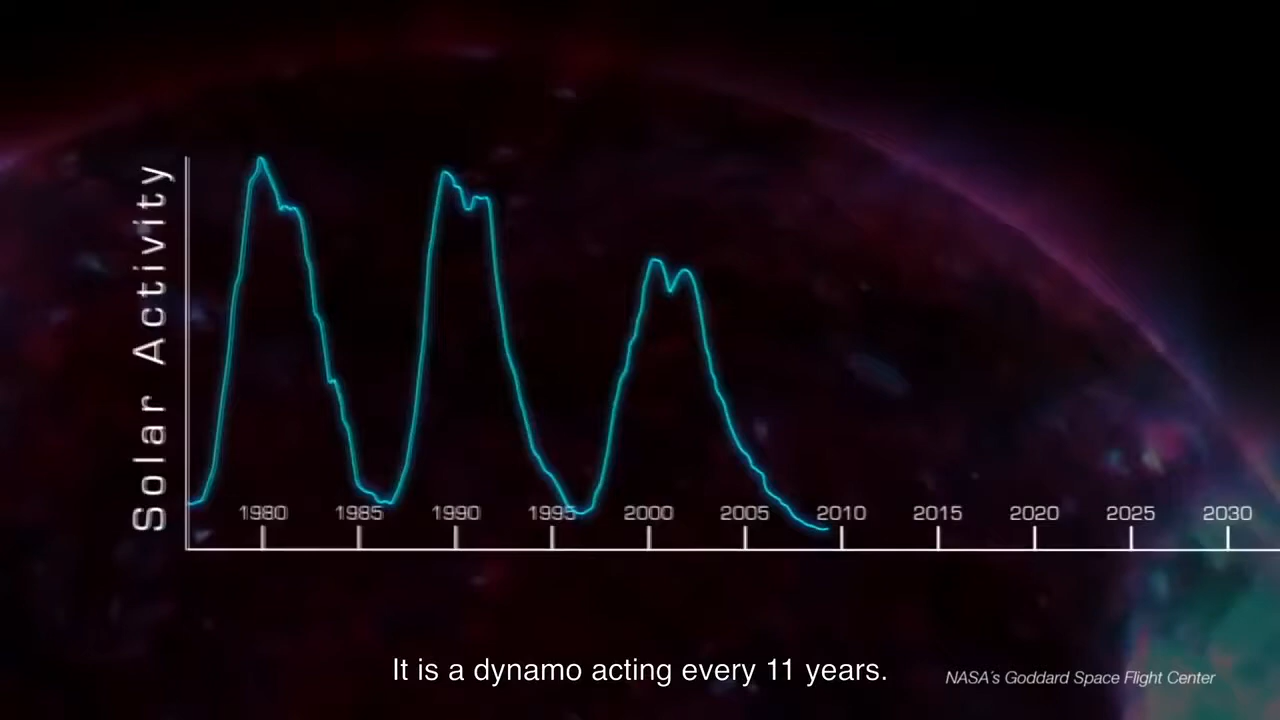 Solar Activity
1980 1985 1990 1995 2000 2005 2010 2015 2020 2025 2030
It is a dynamo acting every 11 years.
NASA's Goddard Space Flight Center